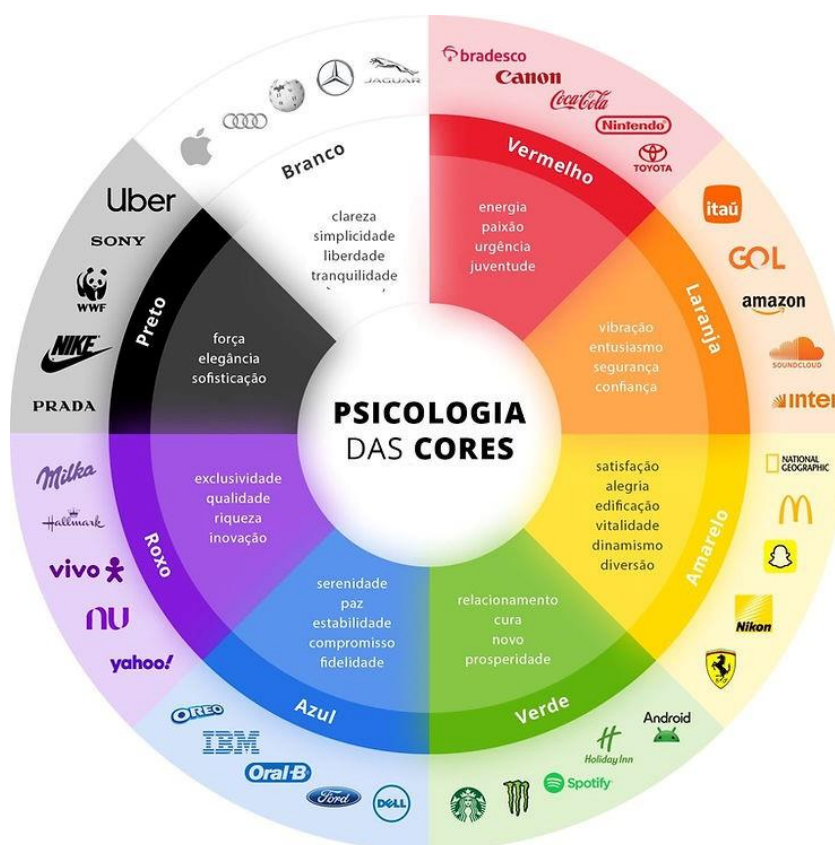 PSICOLOGIA
DAS CORES
Branco
clareza
simplicidade
liberdade
tranquilidade
JAGUAR
Vermelho
energia
paixão
urgência
juventude
bradesco
Canon
Coca-Cola
Nintendo
TOYOTA
Laranja
vibração
entusiasmo
segurança
confiança
itaú
GOL
amazon
SOUNDCLOUD
inter
Amarelo
satisfação
alegria
edificação
vitalidade
dinamismo
diversão
NATIONAL
GEOGRAPHIC
Nikon
Verde
relacionamento
cura
novo
prosperidade
Android
Holiday Inn
Spotify
Azul
serenidade
paz
estabilidade
compromisso
fidelidade
OREO
IBM
Oral-B
Ford
DELL
Roxo
exclusividade
qualidade
riqueza
inovação
Milka
Hallmark
vivo
nu
yahoo!
Preto
força
elegância
sofisticação
Uber
SONY
WWF
NIKE
PRADA